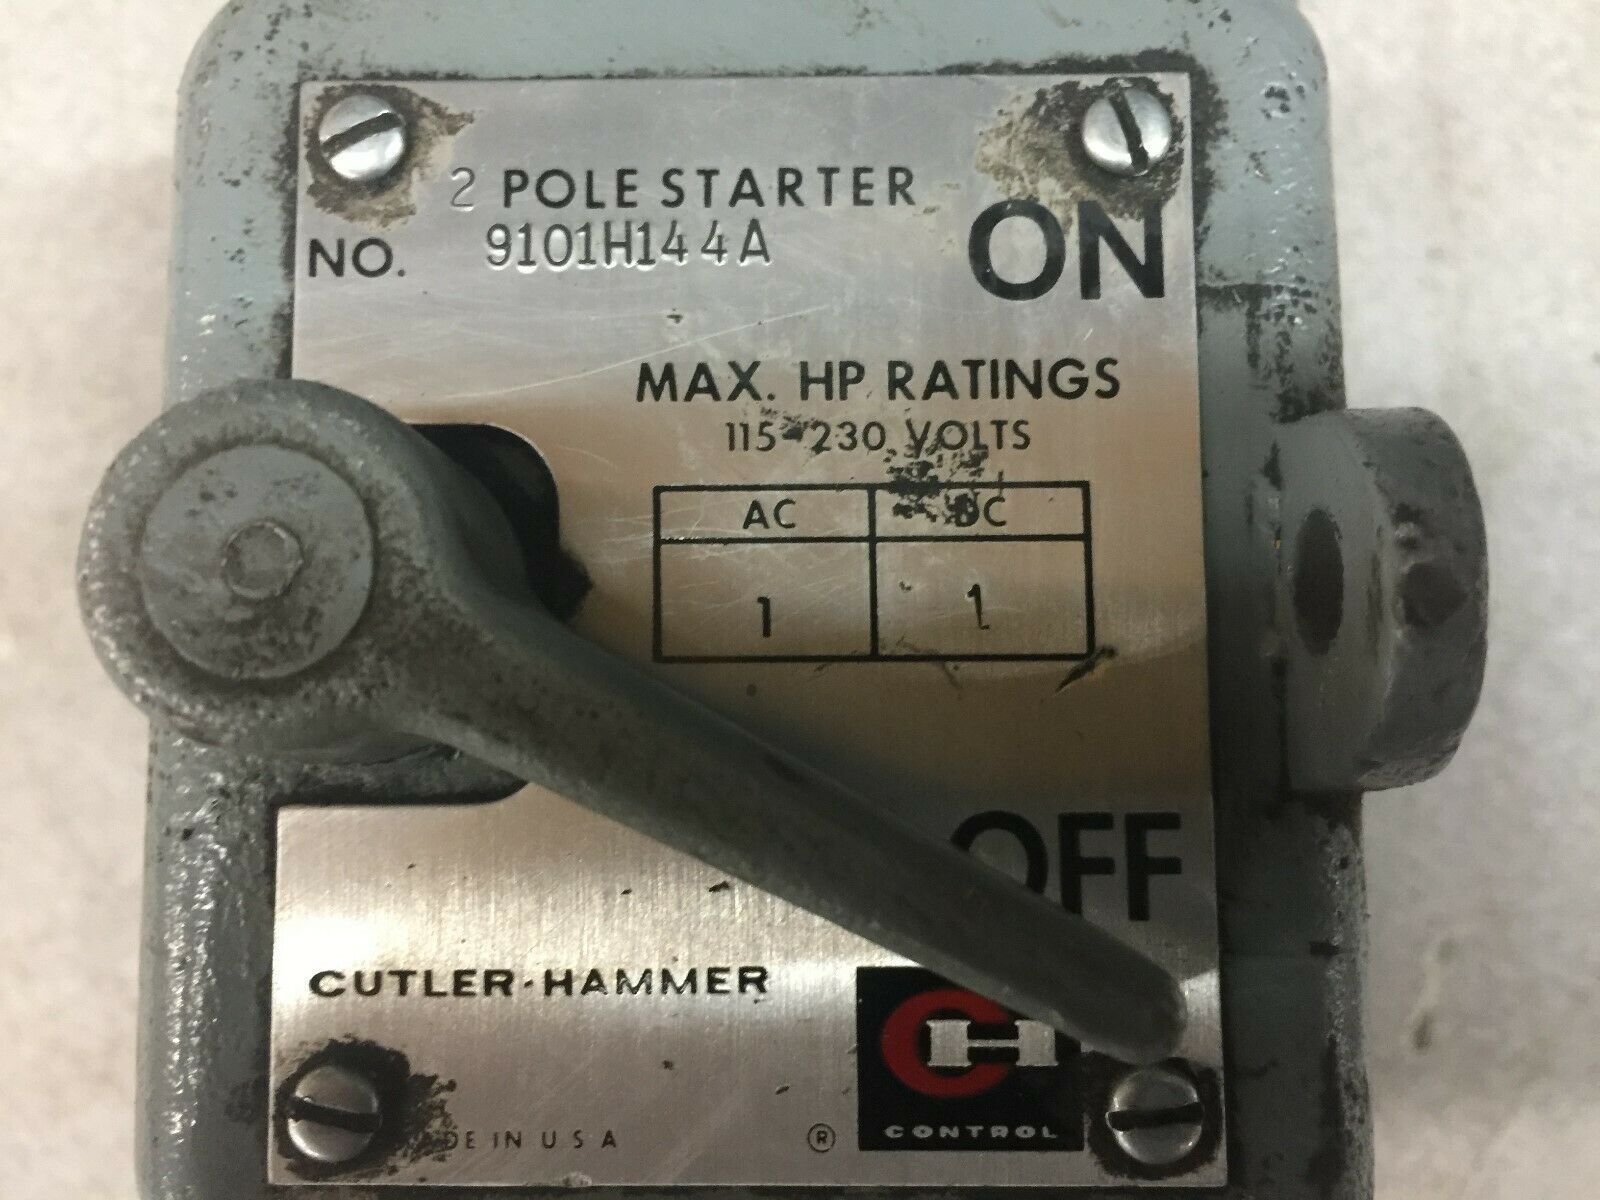 2 POLE STARTER
NO. 9101H144A
ON
MAX. HP RATINGS
115-230 VOLTS
AC DC
1 1
OFF
CUTLER-HAMMER
CH
CONTROL
DE IN U S A ®